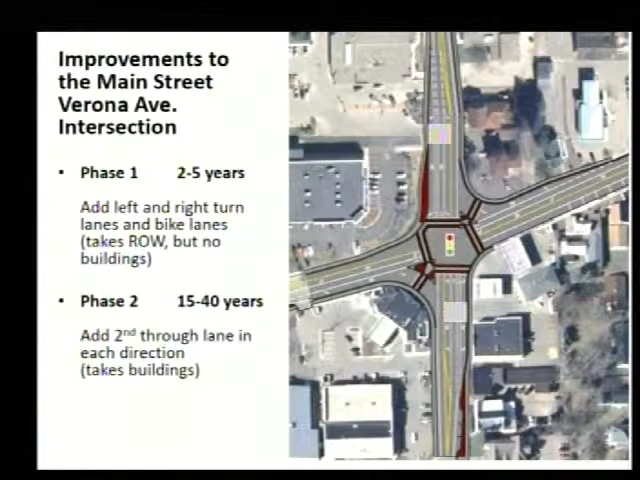 Improvements to
the Main Street
Verona Ave.
Intersection
• Phase 1 2-5 years
Add left and right turn
lanes and bike lanes
(takes ROW, but no
buildings)
• Phase 2 15-40 years
Add 2nd through lane in
each direction
(takes buildings)